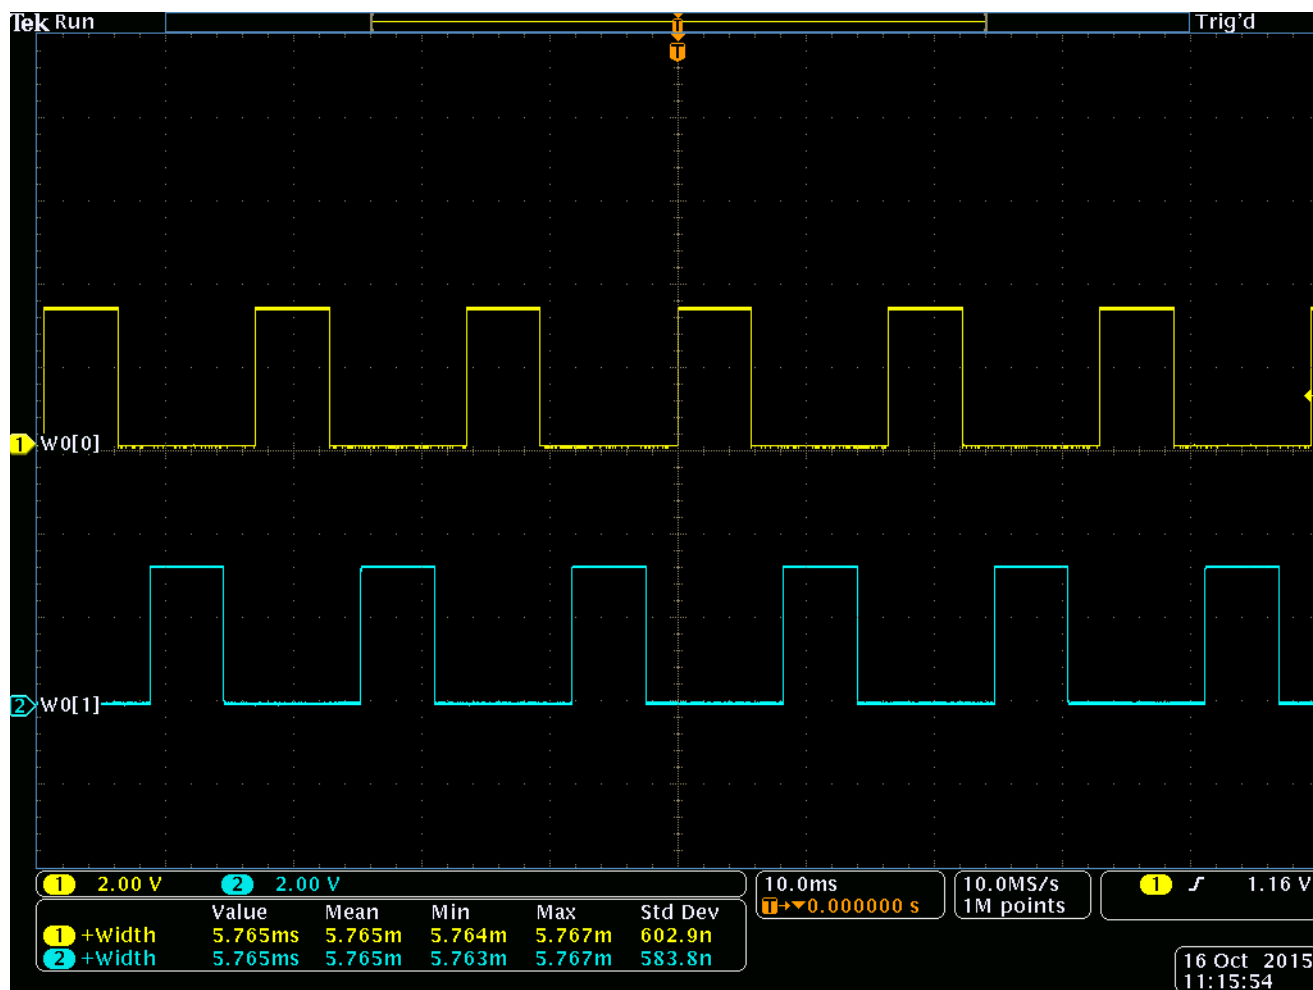 Tek Run Trig'd
T
T
1 W0[0]
2 W0[1]
1 2.00 V 2 2.00 V 10.0ms 10.0MS/s 1 1.16 V
T→▼0.000000 s 1M points
Value Mean Min Max Std Dev
1 +Width 5.765ms 5.765m 5.764m 5.767m 602.9n
2 +Width 5.765ms 5.765m 5.763m 5.767m 583.8n
16 Oct 2015
11:15:54